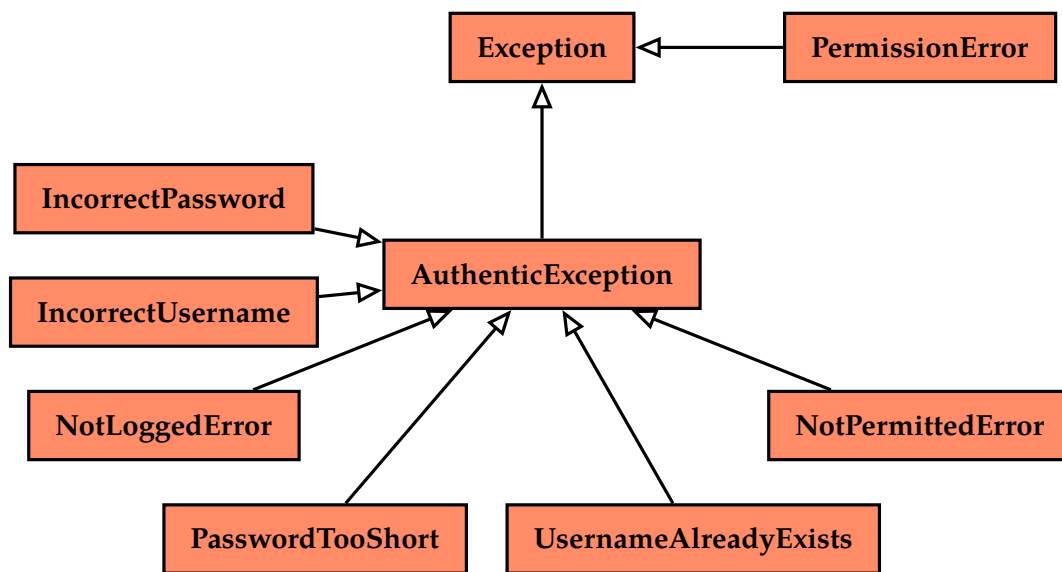 Exception
PermissionError
IncorrectPassword
AuthenticException
IncorrectUsername
NotLoggedError
NotPermittedError
PasswordTooShort
UsernameAlreadyExists